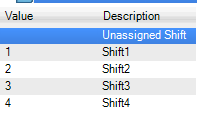 Value Description
Unassigned Shift
1 Shift1
2 Shift2
3 Shift3
4 Shift4